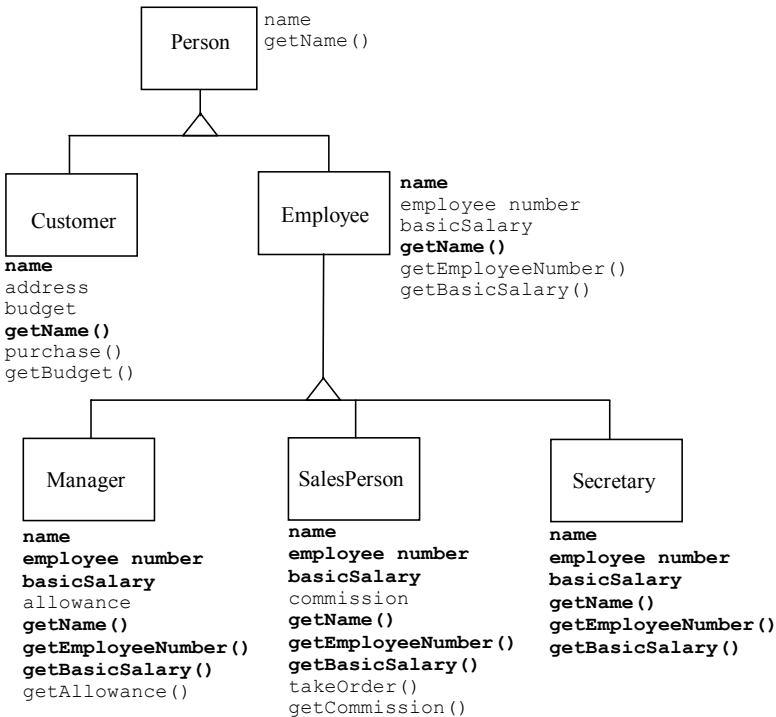 Person
name
getName()
Customer
name
address
budget
getName()
purchase()
getBudget()
Employee
name
employee number
basicSalary
getName()
getEmployeeNumber()
getBasicSalary()
Manager
name
employee number
basicSalary
allowance
getName()
getEmployeeNumber()
getBasicSalary()
getAllowance()
SalesPerson
name
employee number
basicSalary
commission
getName()
getEmployeeNumber()
getBasicSalary()
takeOrder()
getCommission()
Secretary
name
employee number
basicSalary
getName()
getEmployeeNumber()
getBasicSalary()